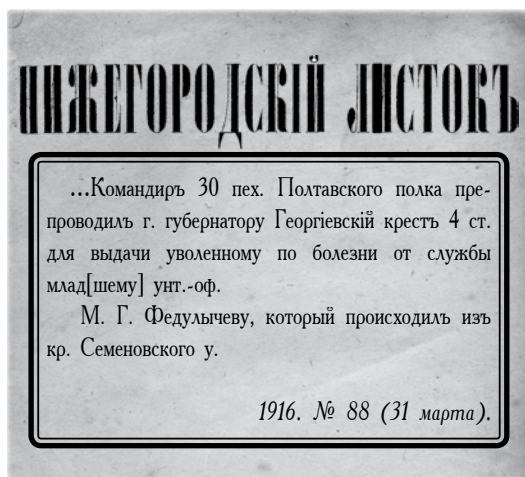 НИЖЕГОРОДСКІЙ ЛИСТОКЪ
...Командиръ 30 пех. Полтавского полка пре-
проводилъ г. губернатору Георгіевскій крестъ 4 ст.
для выдачи уволенному по болезни от службы
млад[шему] унт.-оф.
М. Г. Федулычеву, который происходилъ изъ
кр. Семеновского у.
1916. № 88 (31 марта).